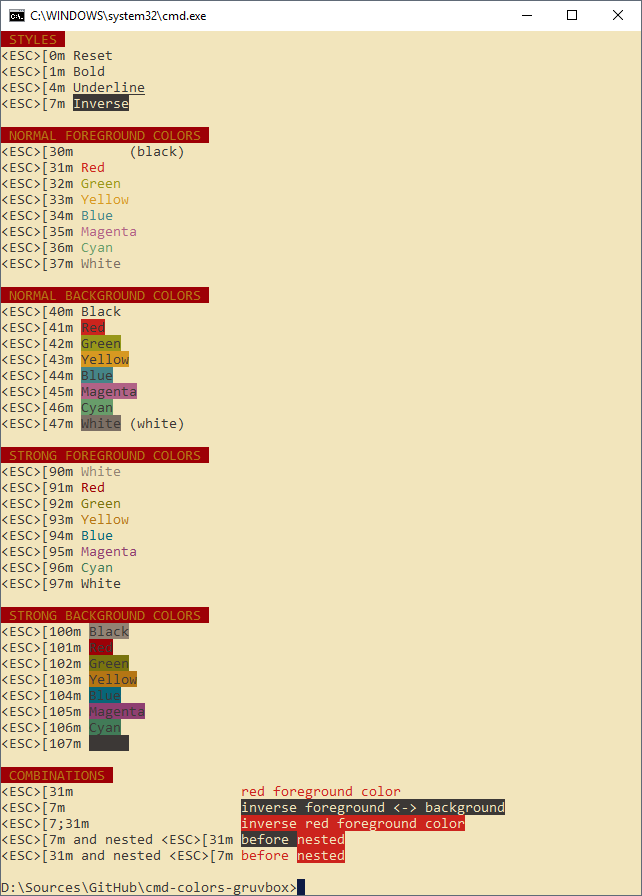 C:\WINDOWS\system32\cmd.exe
STYLES
<ESC>[0m Reset
<ESC>[1m Bold
<ESC>[4m Underline
<ESC>[7m Inverse
NORMAL FOREGROUND COLORS
<ESC>[30m       (black)
<ESC>[31m Red
<ESC>[32m Green
<ESC>[33m Yellow
<ESC>[34m Blue
<ESC>[35m Magenta
<ESC>[36m Cyan
<ESC>[37m White
NORMAL BACKGROUND COLORS
<ESC>[40m Black
<ESC>[41m Red
<ESC>[42m Green
<ESC>[43m Yellow
<ESC>[44m Blue
<ESC>[45m Magenta
<ESC>[46m Cyan
<ESC>[47m White (white)
STRONG FOREGROUND COLORS
<ESC>[90m White
<ESC>[91m Red
<ESC>[92m Green
<ESC>[93m Yellow
<ESC>[94m Blue
<ESC>[95m Magenta
<ESC>[96m Cyan
<ESC>[97m White
STRONG BACKGROUND COLORS
<ESC>[100m Black
<ESC>[101m Red
<ESC>[102m Green
<ESC>[103m Yellow
<ESC>[104m Blue
<ESC>[105m Magenta
<ESC>[106m Cyan
<ESC>[107m
COMBINATIONS
<ESC>[31m                     red foreground color
<ESC>[7m                      inverse foreground <-> background
<ESC>[7;31m                   inverse red foreground color
<ESC>[7m and nested <ESC>[31m before nested
<ESC>[31m and nested <ESC>[7m before nested
D:\Sources\GitHub\cmd-colors-gruvbox>